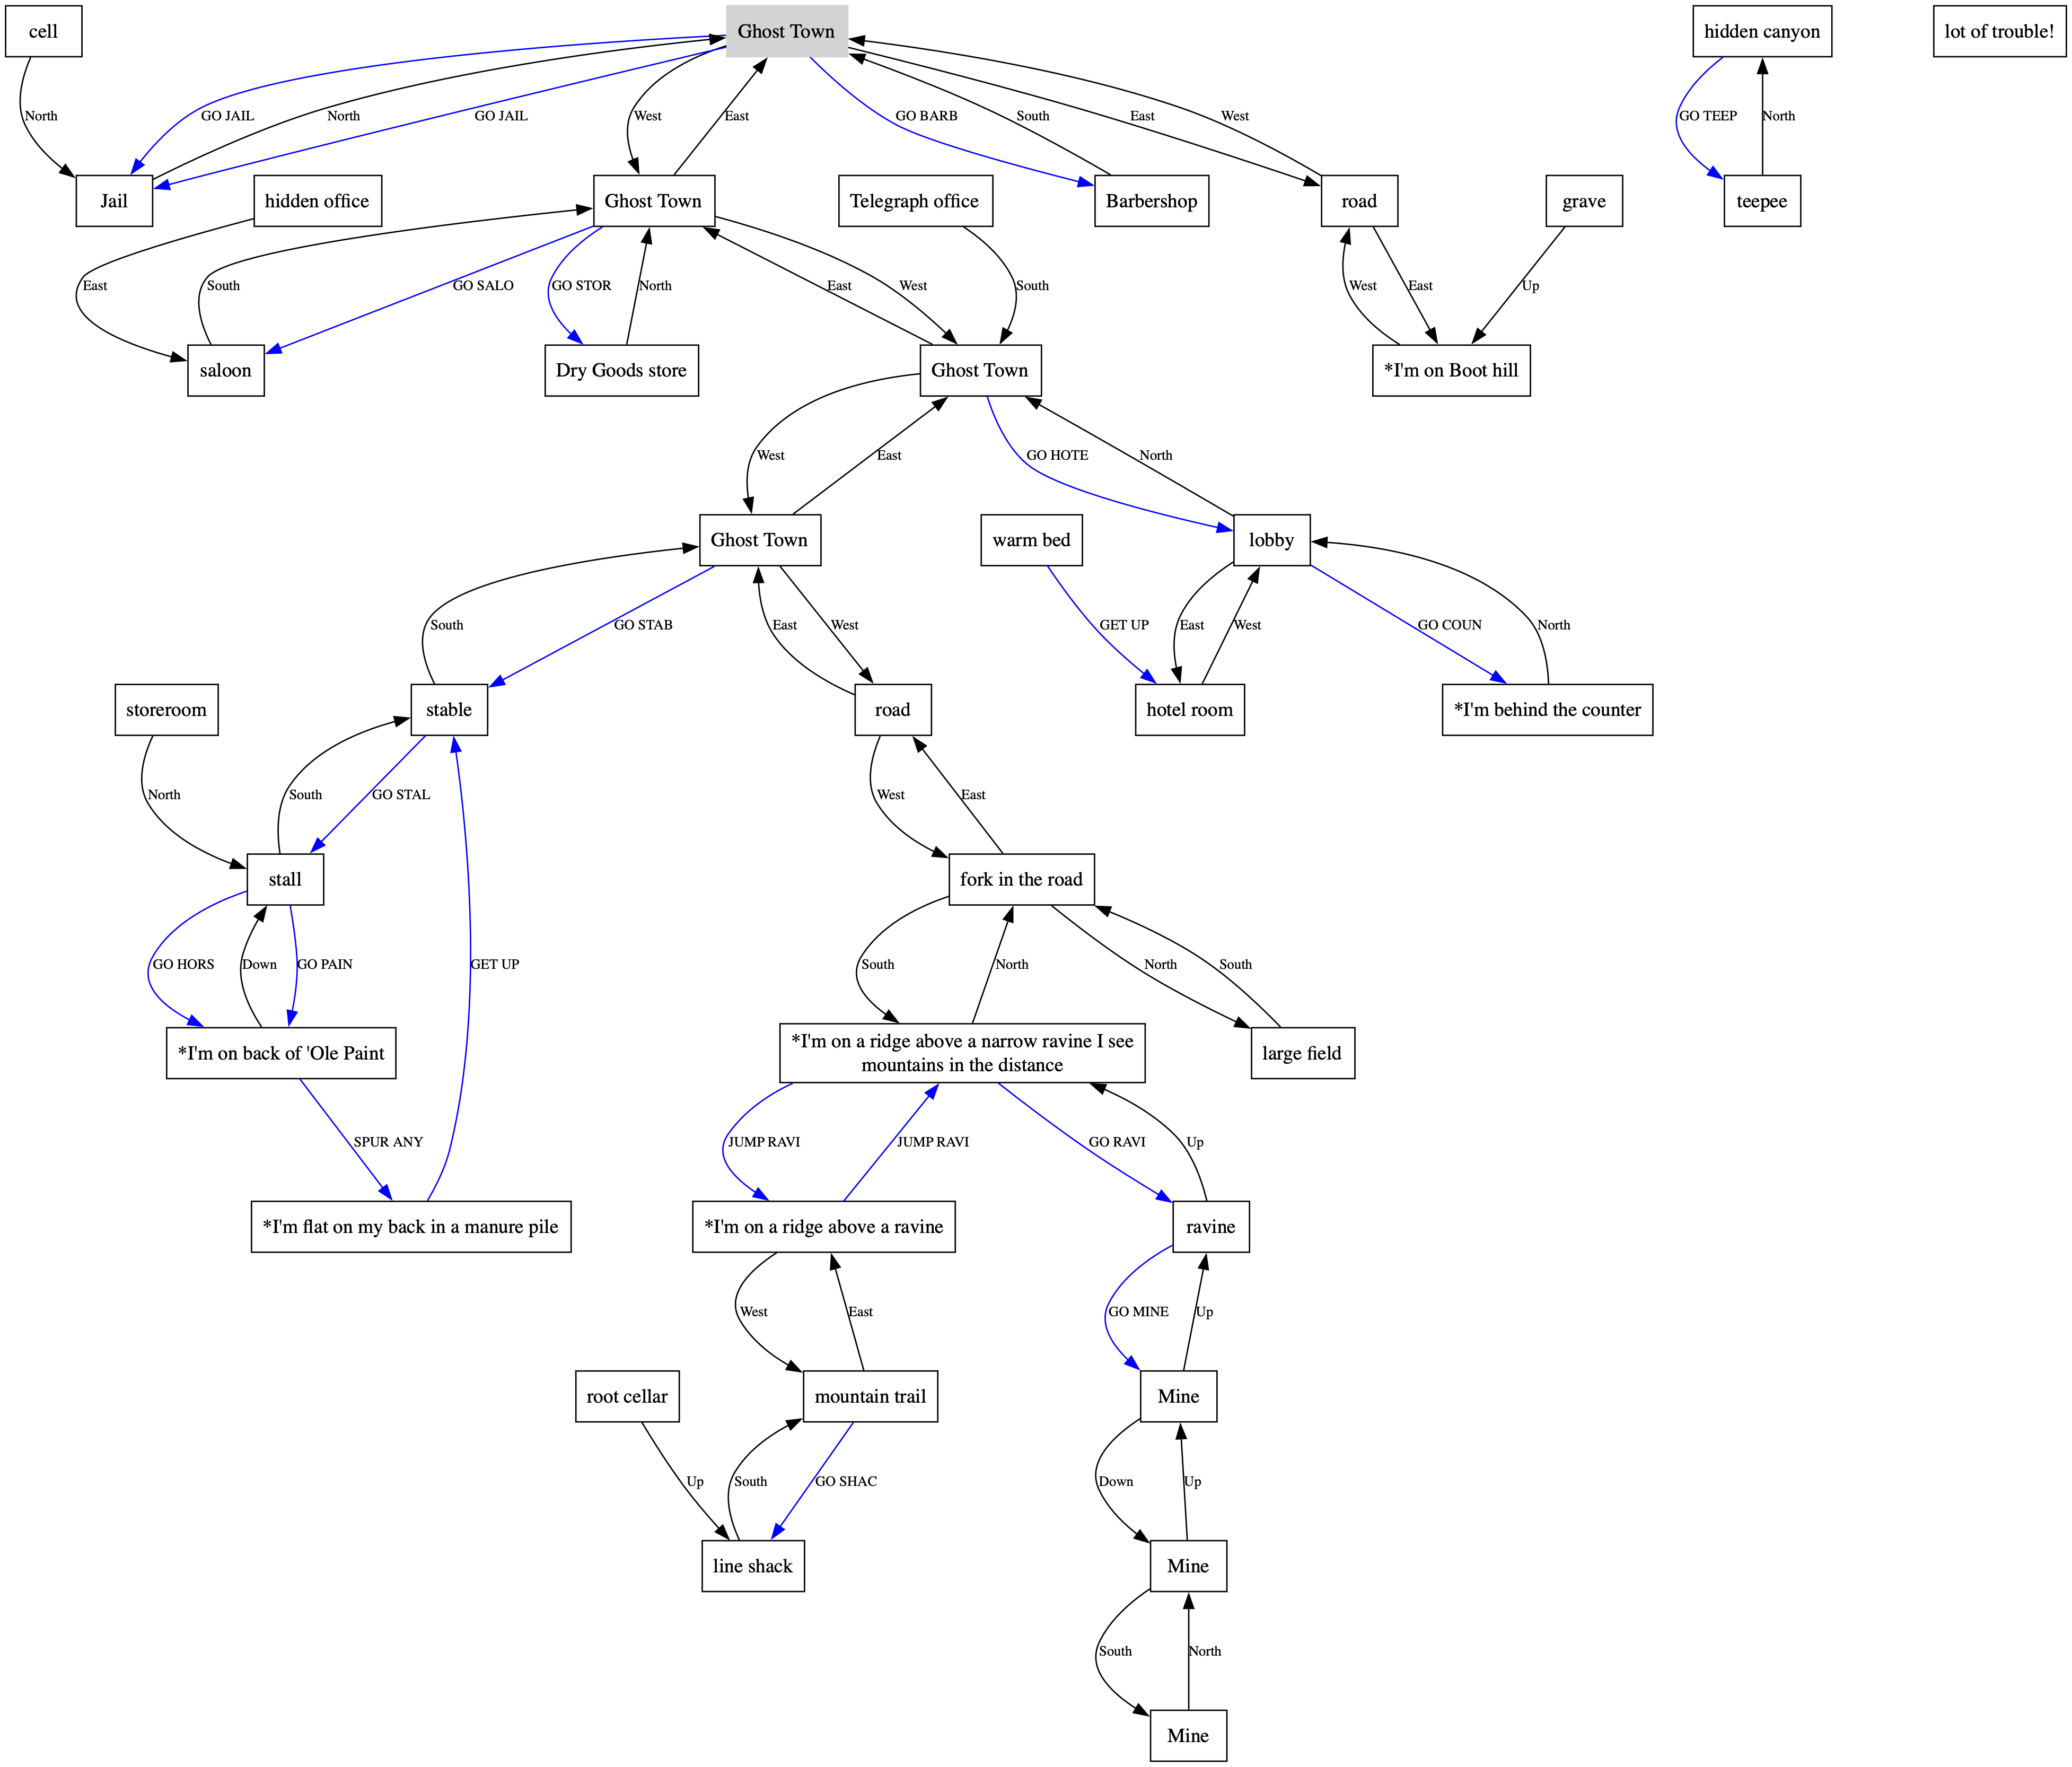 cell
Ghost Town
hidden canyon
lot of trouble!
North
GO JAIL
North
GO JAIL
West
East
GO BARB
South
East
West
GO TEEP
North
Jail
hidden office
Ghost Town
Telegraph office
Barbershop
road
grave
teepee
East
South
GO SALO
GO STOR
North
East
West
South
West
East
Up
saloon
Dry Goods store
Ghost Town
*I'm on Boot hill
West
East
GO HOTE
North
Ghost Town
warm bed
lobby
South
GO STAB
East
West
GET UP
East
West
GO COUN
North
storeroom
stable
road
hotel room
*I'm behind the counter
North
South
GO STAL
West
East
stall
fork in the road
GO HORS
Down
GO PAIN
GET UP
South
North
North
South
*I'm on back of 'Ole Paint
*I'm on a ridge above a narrow ravine I see
mountains in the distance
large field
SPUR ANY
JUMP RAVI
JUMP RAVI
GO RAVI
Up
*I'm flat on my back in a manure pile
*I'm on a ridge above a ravine
ravine
West
East
GO MINE
Up
root cellar
mountain trail
Mine
Up
South
GO SHAC
Down
Up
line shack
Mine
South
North
Mine